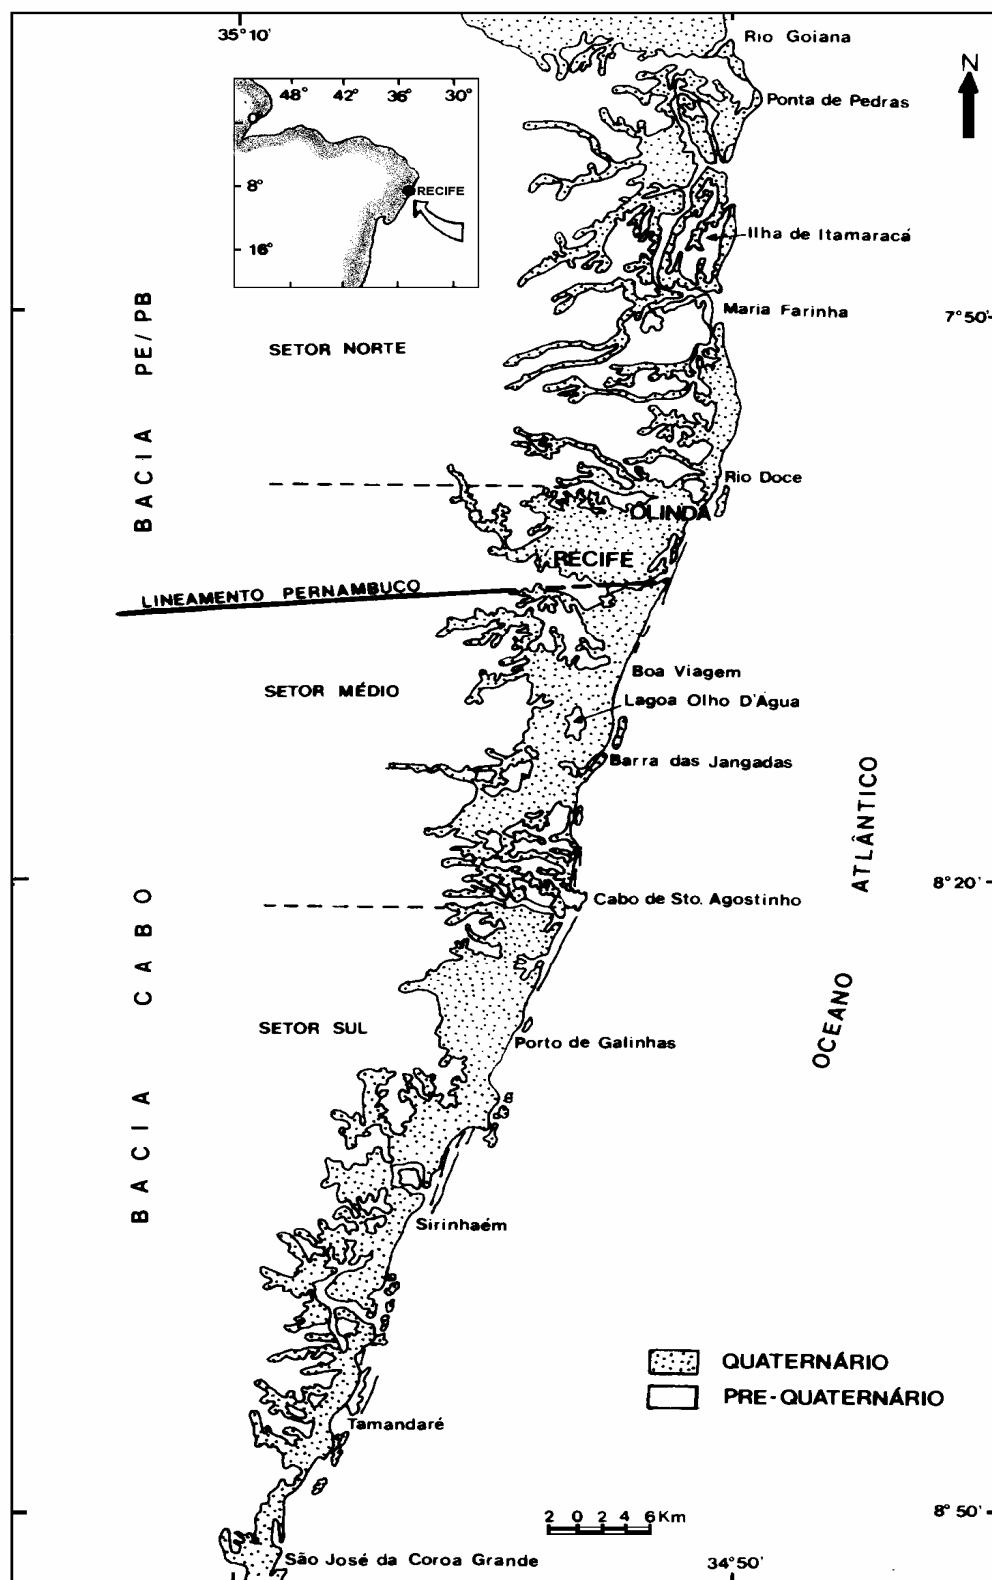 35°10'
Rio Goiana
N
48° 42° 36° 30°
Ponta de Pedras
8°
RECIFE
16°
Ilha de Itamaracá
Maria Farinha
7°50'
SETOR NORTE
BACIA PE/PB
Rio Doce
OLINDA
RECIFE
LINEAMENTO PERNAMBUCO
Boa Viagem
SETOR MÉDIO
Lagoa Olho D'Água
Barra das Jangadas
OCEANO ATLÂNTICO
8°20'
Cabo de Sto. Agostinho
BACIA CABO
SETOR SUL
Porto de Galinhas
Sirinhaém
QUATERNÁRIO
PRE-QUATERNÁRIO
Tamandaré
2 0 2 4 6 Km
8°50'
São José da Coroa Grande
34°50'